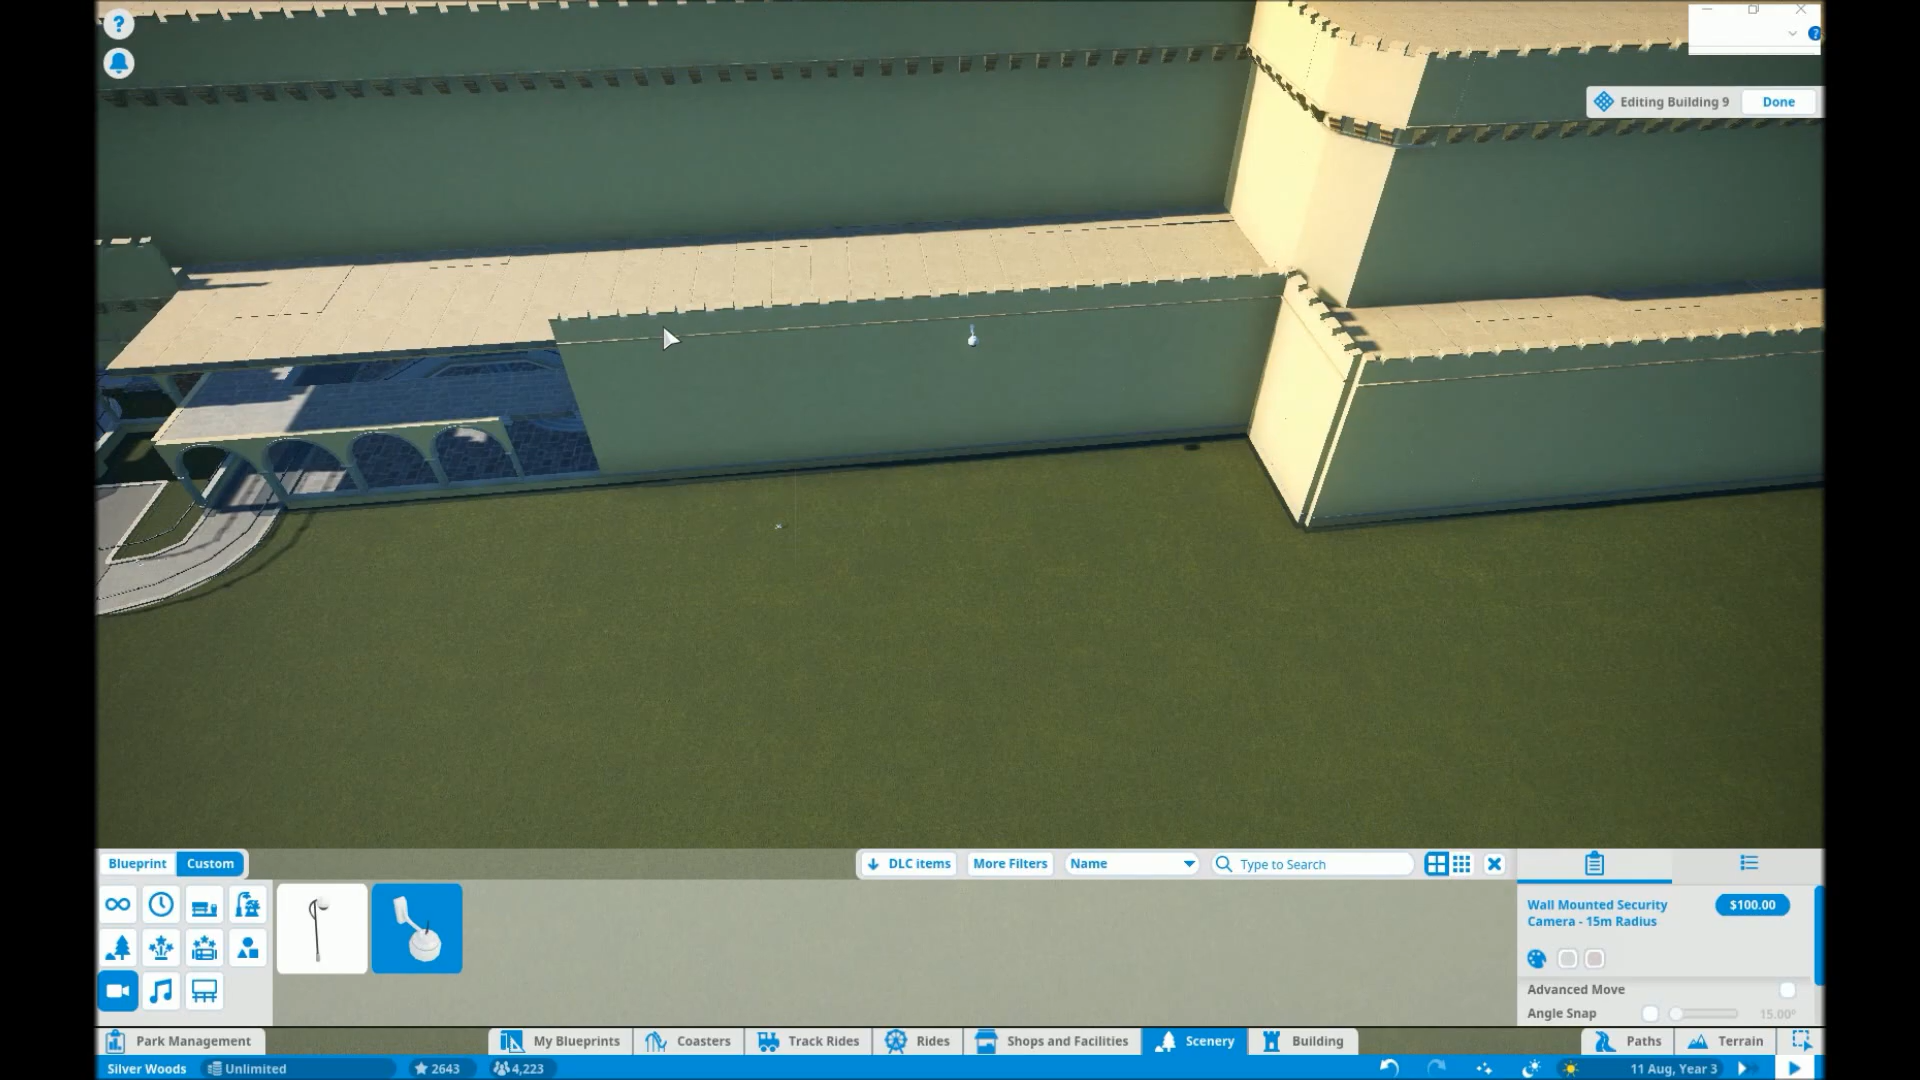 ?
?
Editing Building 9 Done
Blueprint Custom
DLC items More Filters Name Type to Search
Wall Mounted Security Camera - 15m Radius
$100.00
Advanced Move
Angle Snap 15.00°
Park Management My Blueprints Coasters Track Rides Rides Shops and Facilities Scenery Building Paths Terrain
Silver Woods Unlimited 2643 4,223 11 Aug, Year 3